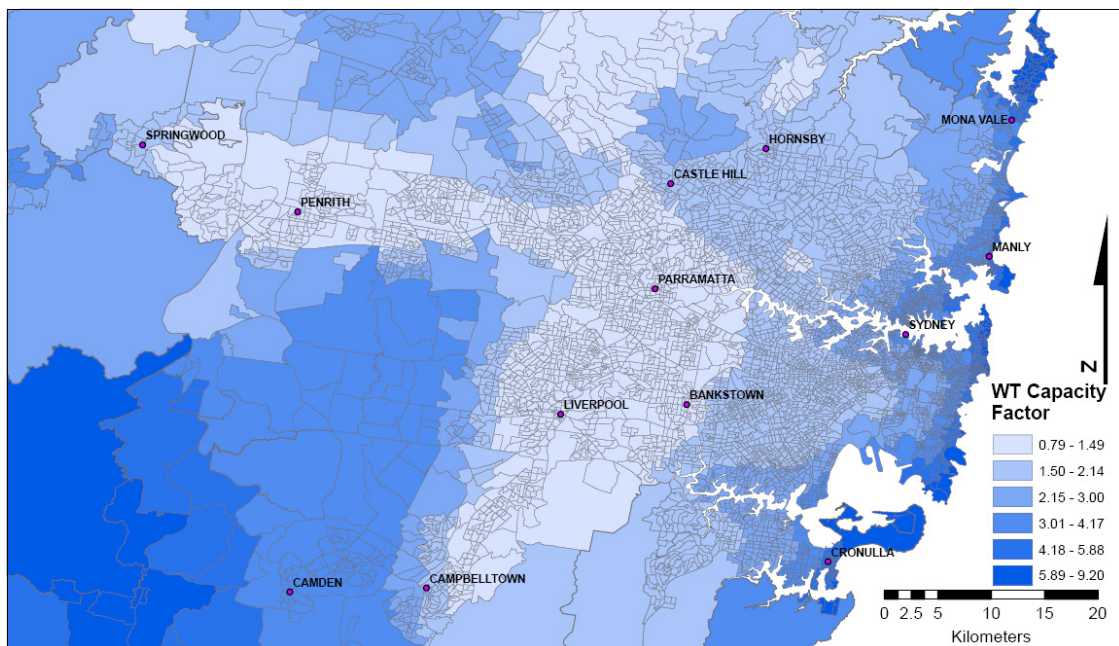 SPRINGWOOD
MONA VALE
HORNSBY
CASTLE HILL
PENRITH
MANLY
PARRAMATTA
SYDNEY
N
WT Capacity
Factor
BANKSTOWN
LIVERPOOL
0.79 - 1.49
1.50 - 2.14
2.15 - 3.00
3.01 - 4.17
4.18 - 5.88
5.89 - 9.20
CRONULLA
CAMPBELLTOWN
CAMDEN
0 2.5 5 10 15 20
Kilometers